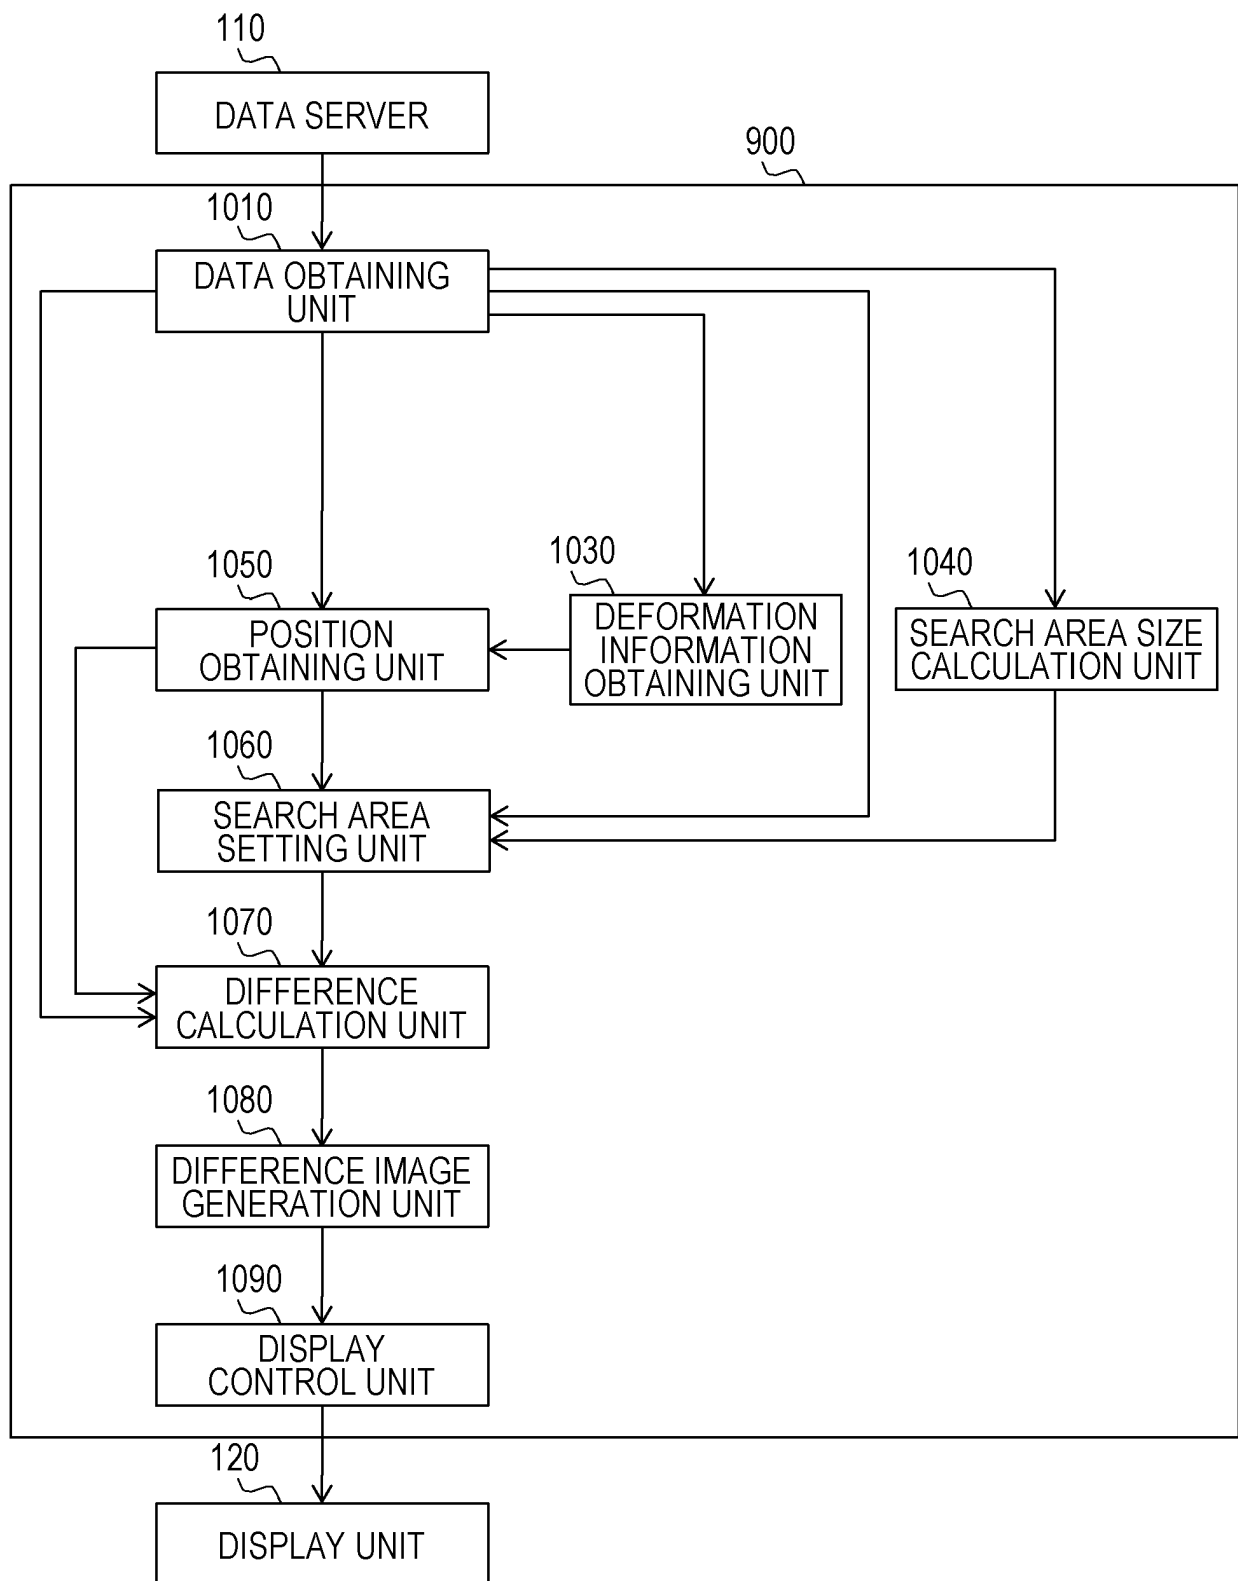 110
DATA SERVER
900
1010
DATA OBTAINING
UNIT
1050
POSITION
OBTAINING UNIT
1030
DEFORMATION
INFORMATION
OBTAINING UNIT
1040
SEARCH AREA SIZE
CALCULATION UNIT
1060
SEARCH AREA
SETTING UNIT
1070
DIFFERENCE
CALCULATION UNIT
1080
DIFFERENCE IMAGE
GENERATION UNIT
1090
DISPLAY
CONTROL UNIT
120
DISPLAY UNIT